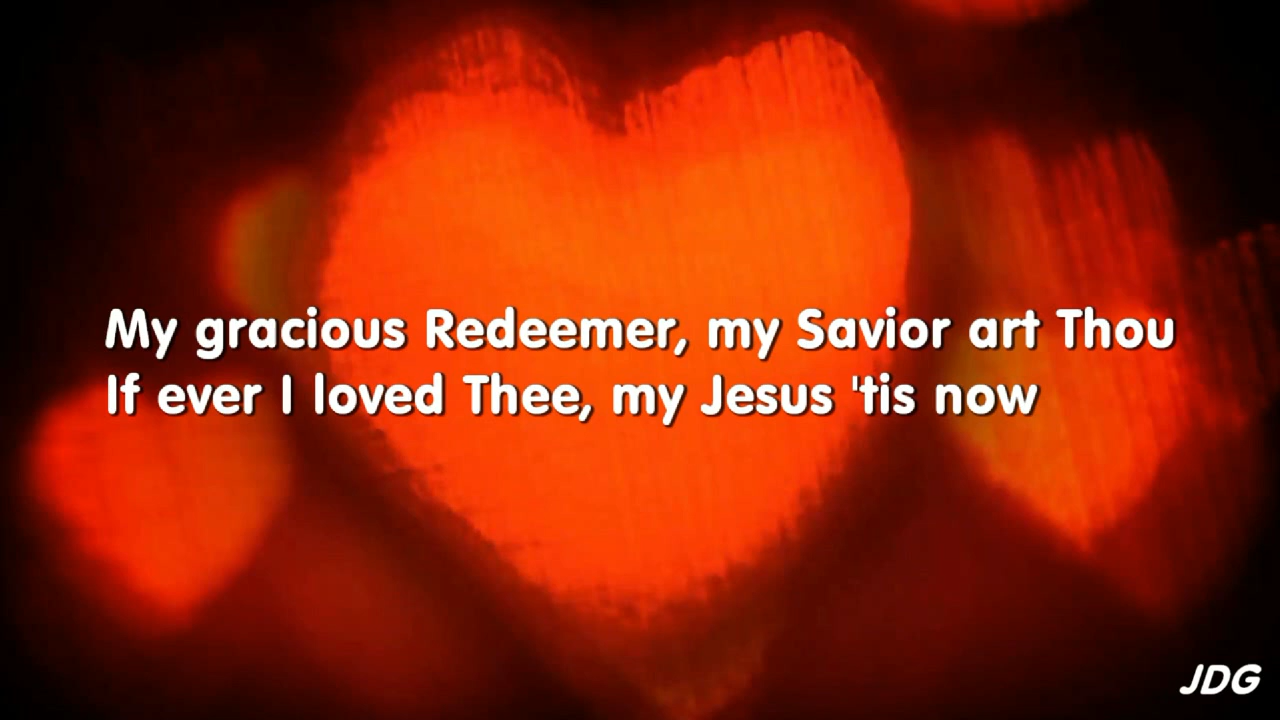 My gracious Redeemer, my Savior art Thou
If ever I loved Thee, my Jesus 'tis now
JDG